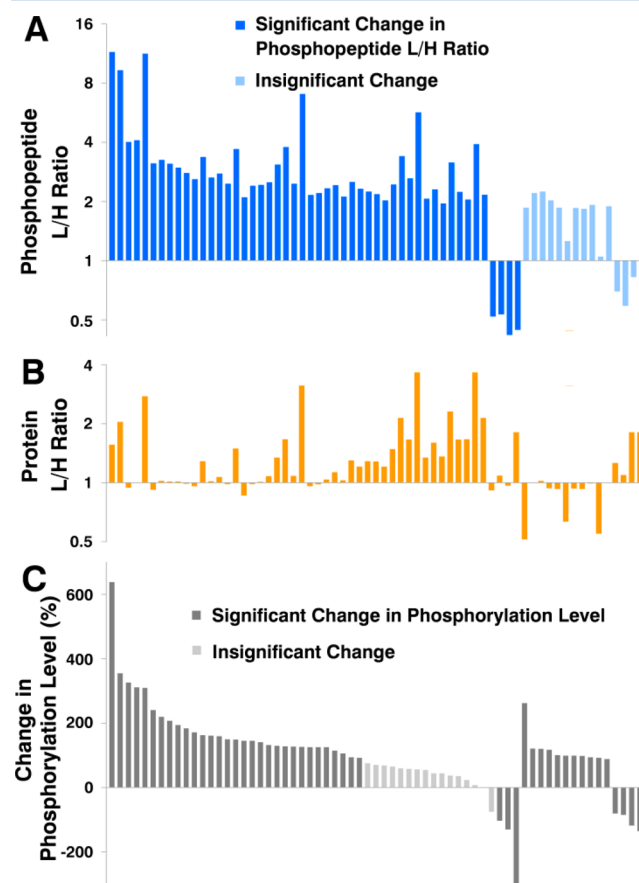 A
Significant Change in
Phosphopeptide L/H Ratio
Insignificant Change
Phosphopeptide
L/H Ratio
16
8
4
2
1
0.5
B
Protein
L/H Ratio
4
2
1
0.5
C
Significant Change in Phosphorylation Level
Insignificant Change
Change in
Phosphorylation Level (%)
600
400
200
0
-200